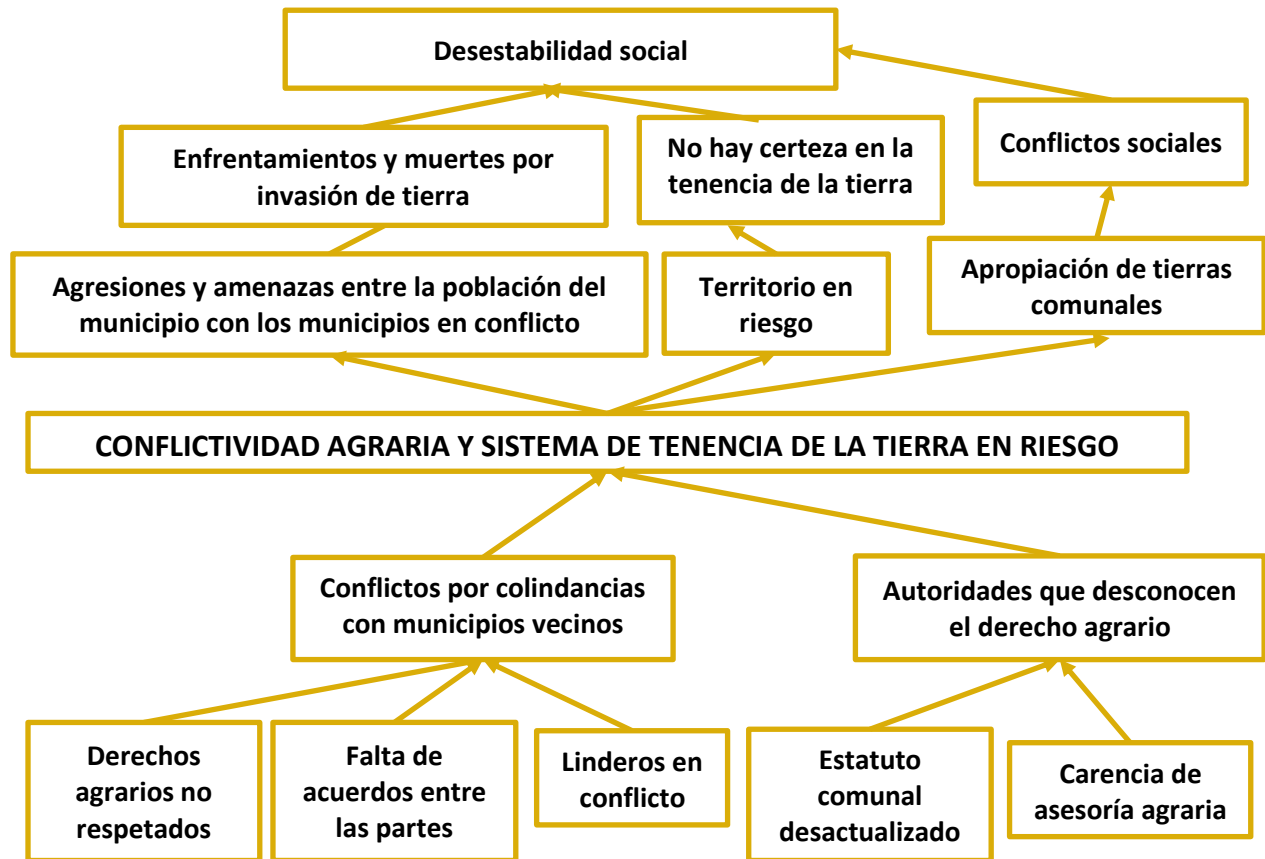 Desestabilidad social
Enfrentamientos y muertes por
invasión de tierra
No hay certeza en la
tenencia de la tierra
Conflictos sociales
Agresiones y amenazas entre la población del
municipio con los municipios en conflicto
Territorio en
riesgo
Apropiación de tierras
comunales
CONFLICTIVIDAD AGRARIA Y SISTEMA DE TENENCIA DE LA TIERRA EN RIESGO
Conflictos por colindancias
con municipios vecinos
Autoridades que desconocen
el derecho agrario
Derechos
agrarios no
respetados
Falta de
acuerdos entre
las partes
Linderos en
conflicto
Estatuto
comunal
desactualizado
Carencia de
asesoría agraria